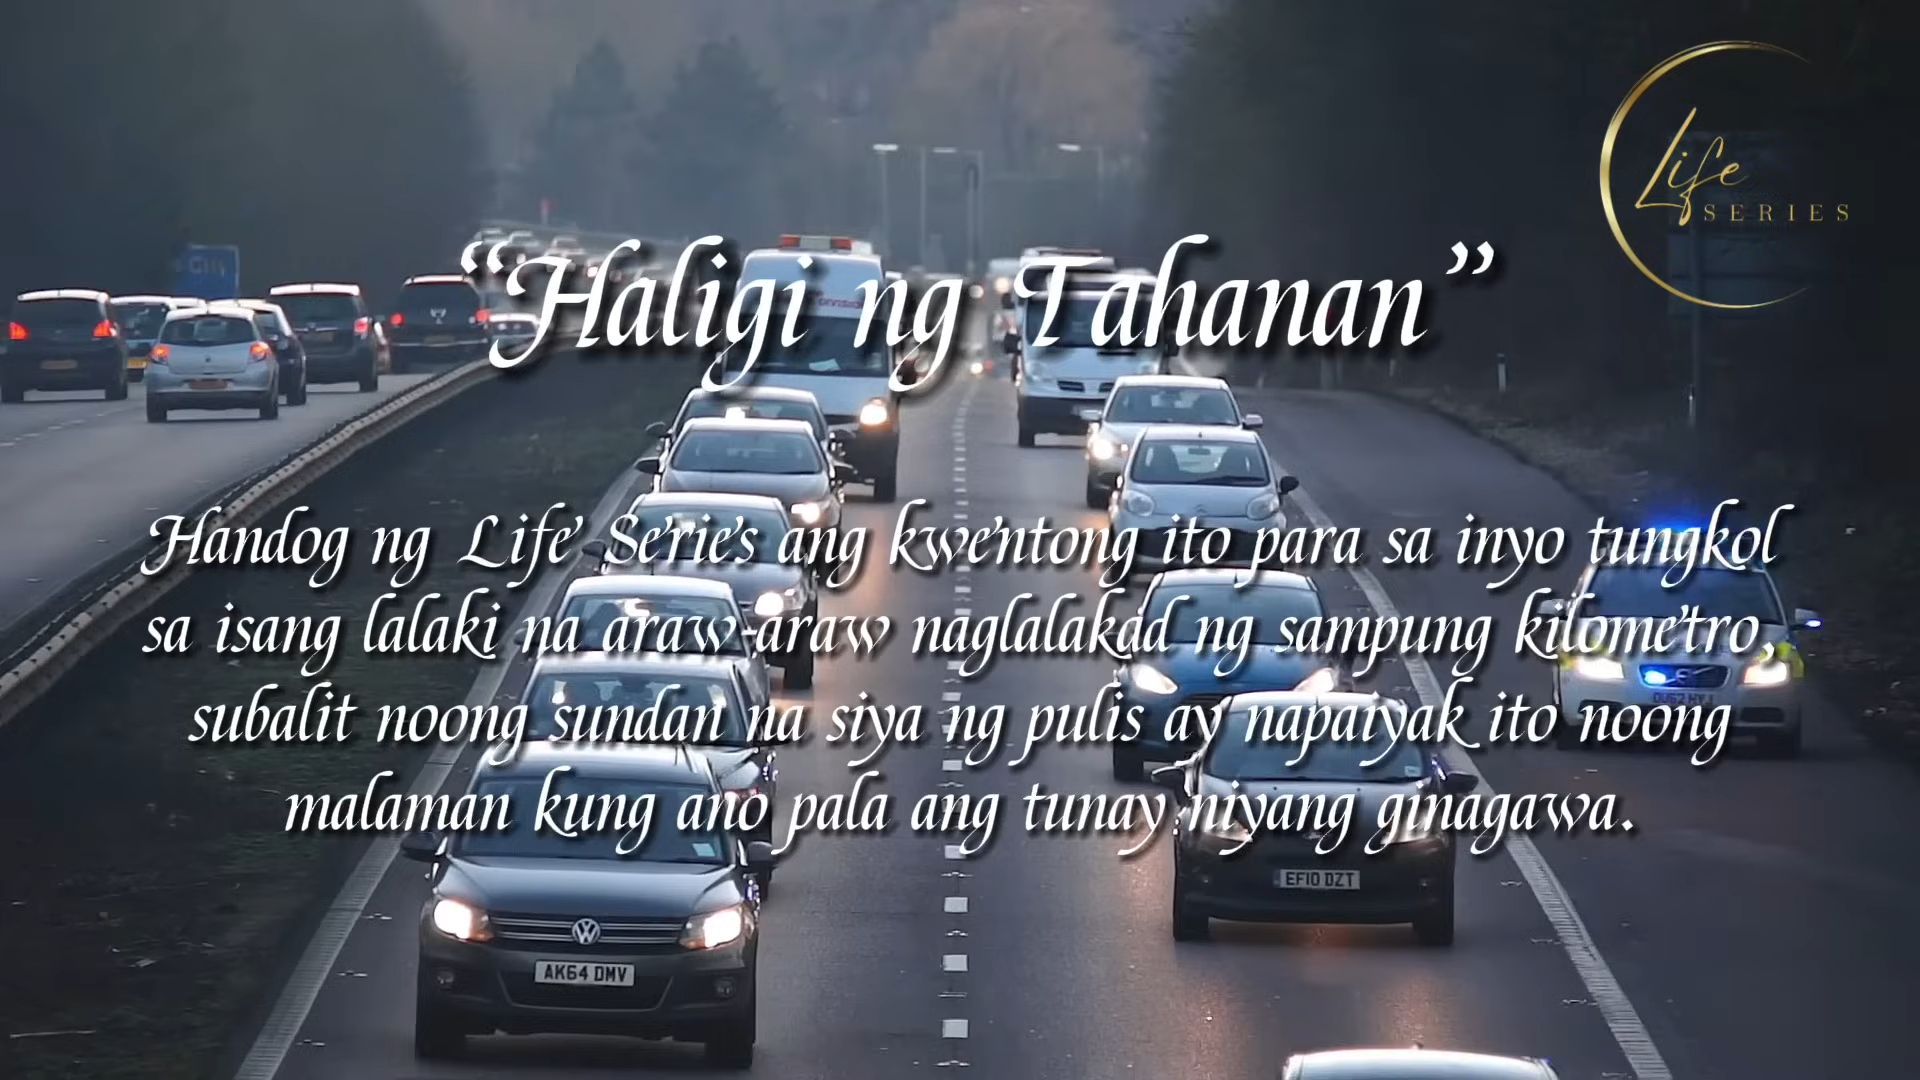 Life
SERIES
“Haligi ng Tahanan”
Handog ng Life Series ang kwentong ito para sa inyo tungkol
sa isang lalaki na araw-araw naglalakad ng sampung kilometro,
subalit noong sundan na siya ng pulis ay napaiyak ito noong
malaman kung ano pala ang tunay niyang ginagawa.
EF10 DZT
AK64 DMV